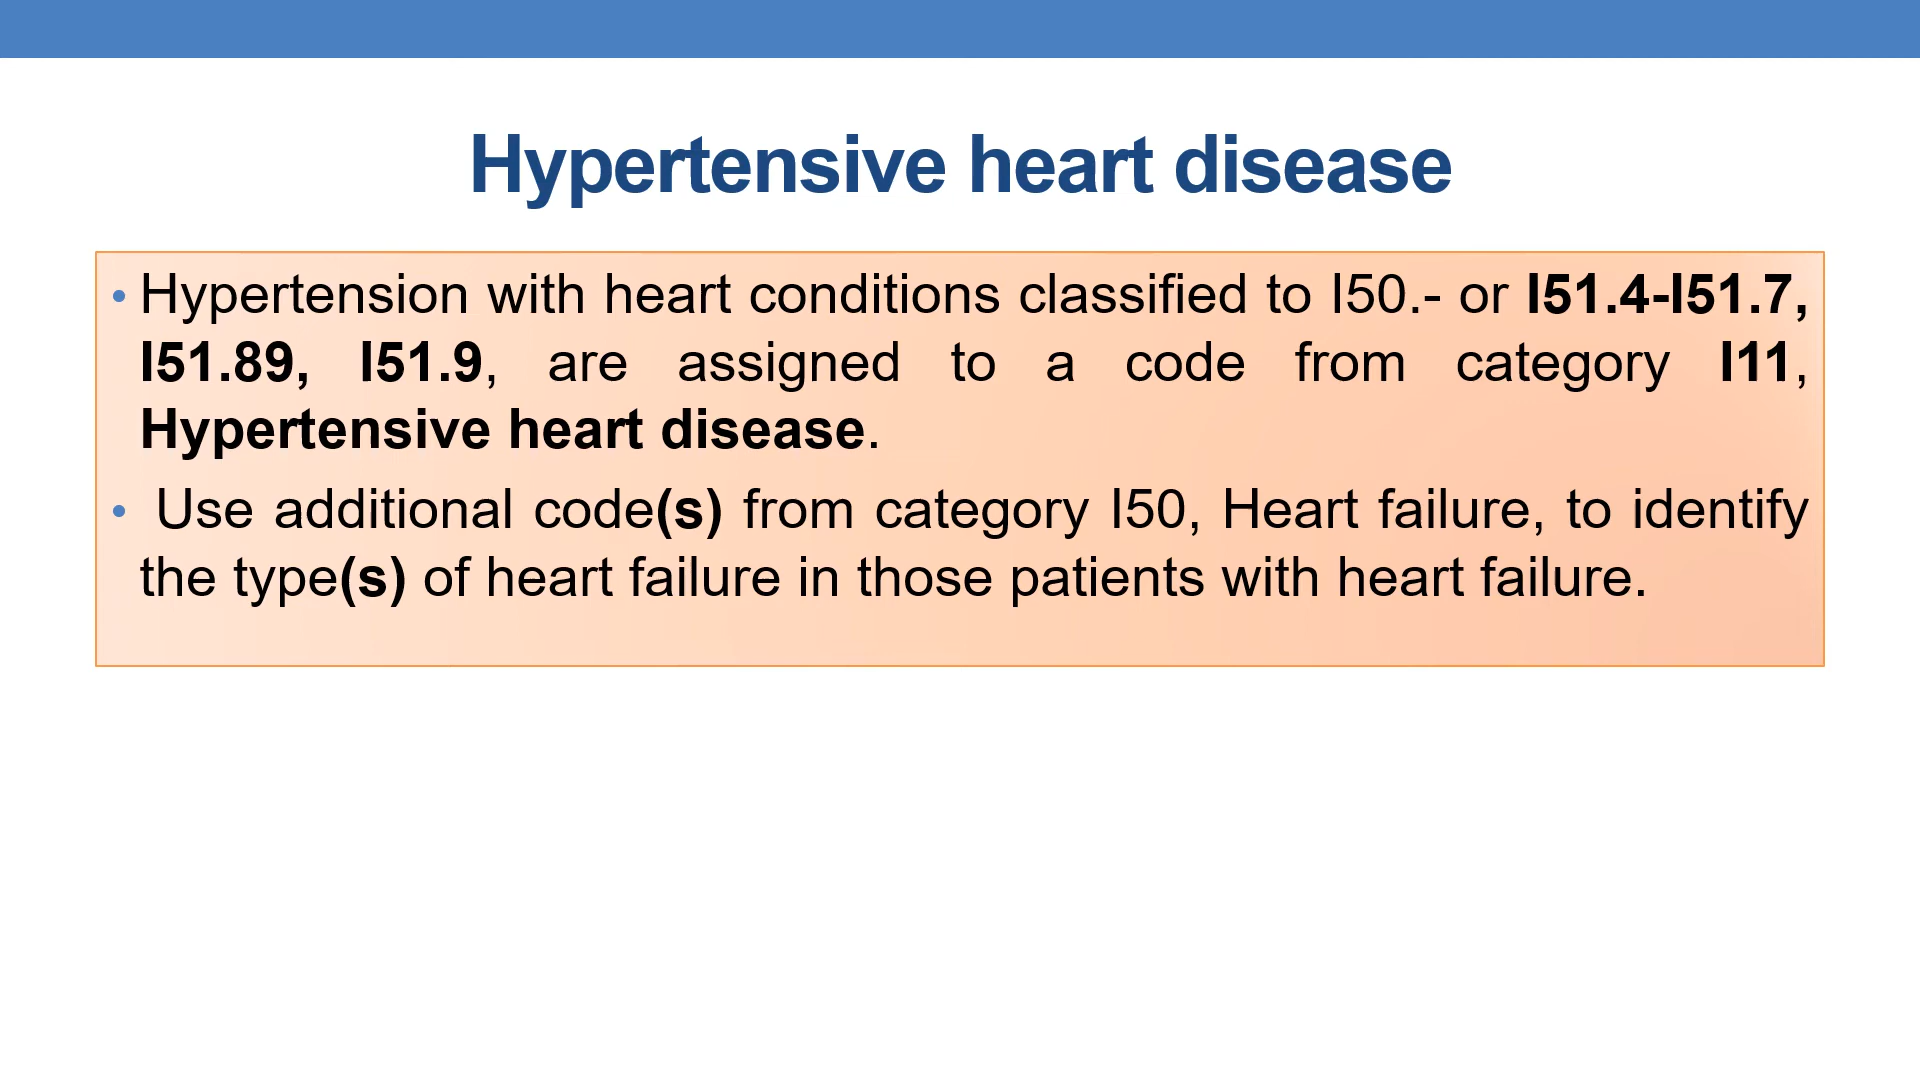 Hypertensive heart disease
• Hypertension with heart conditions classified to I50.- or I51.4-I51.7,
I51.89, I51.9, are assigned to a code from category I11,
Hypertensive heart disease.
• Use additional code(s) from category I50, Heart failure, to identify
the type(s) of heart failure in those patients with heart failure.